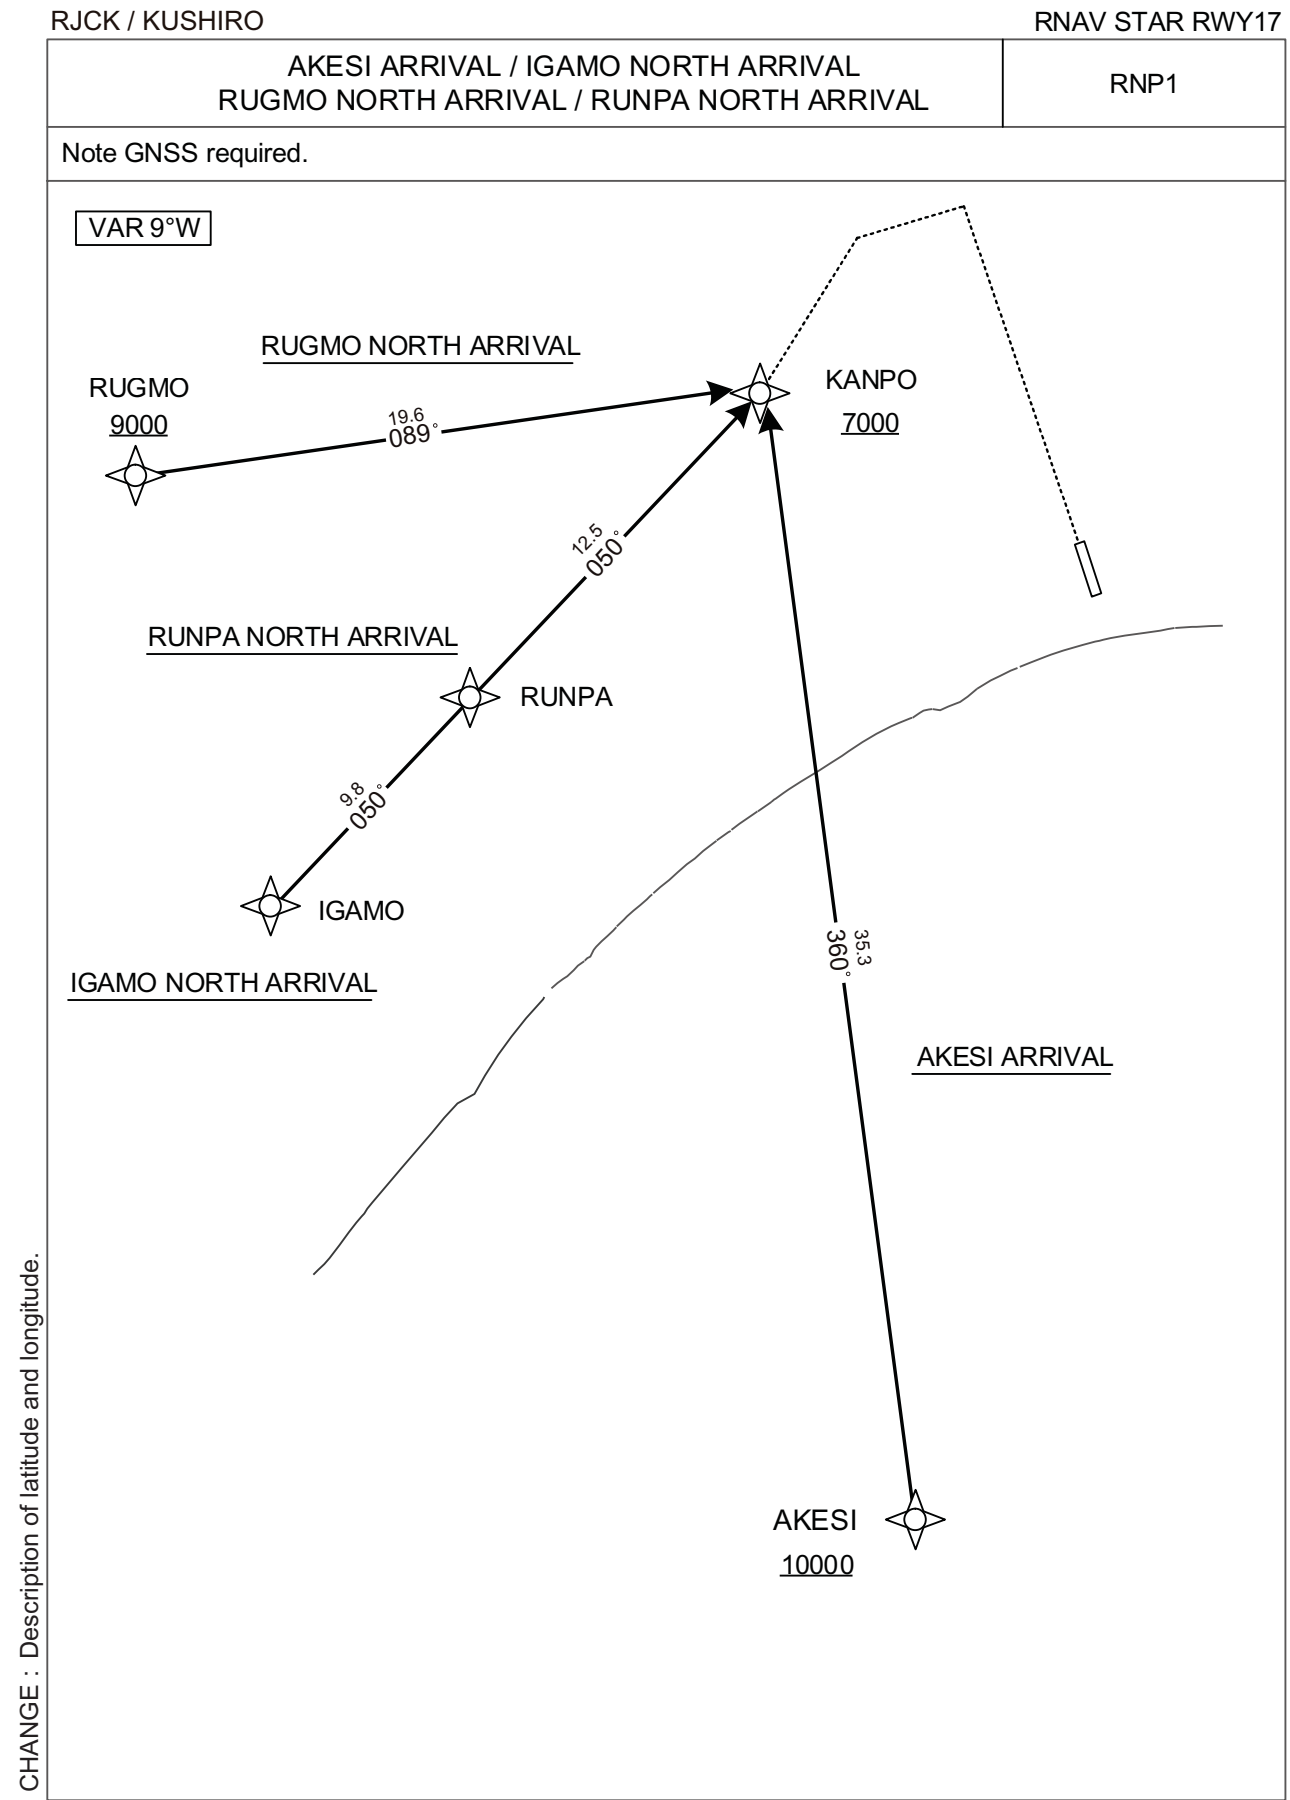 RJCK / KUSHIRO
RNAV STAR RWY17
AKESI ARRIVAL / IGAMO NORTH ARRIVAL
RUGMO NORTH ARRIVAL / RUNPA NORTH ARRIVAL
RNP1
Note GNSS required.
VAR 9°W
RUGMO NORTH ARRIVAL
RUGMO
9000
KANPO
7000
19.6
089°
12.5
050°
RUNPA NORTH ARRIVAL
RUNPA
9.8
050°
IGAMO
IGAMO NORTH ARRIVAL
35.3
360°
AKESI ARRIVAL
AKESI
10000
CHANGE : Description of latitude and longitude.